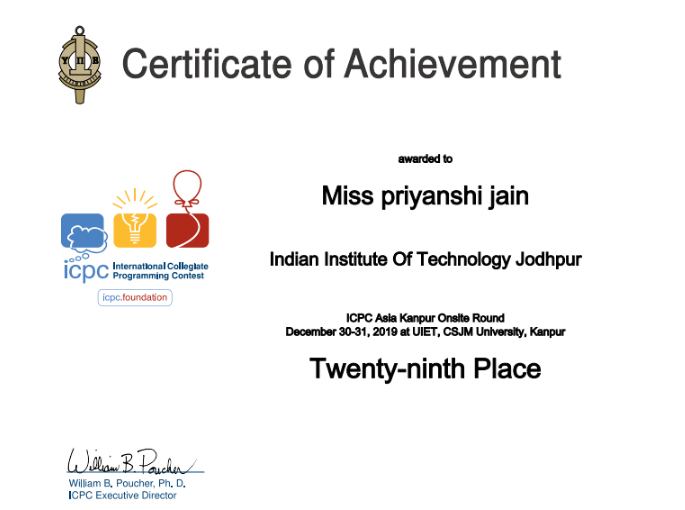 Certificate of Achievement
awarded to
Miss priyanshi jain
Indian Institute Of Technology Jodhpur
icpc International Collegiate
Programming Contest
icpc.foundation
ICPC Asia Kanpur Onsite Round
December 30-31, 2019 at UIET, CSJM University, Kanpur
Twenty-ninth Place
William B. Poucher
William B. Poucher, Ph. D.
ICPC Executive Director